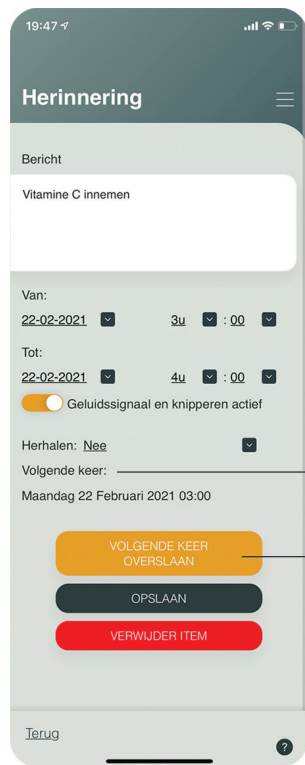 19:47
Herinnering
Bericht
Vitamine C innemen
Van:
22-02-2021 3u : 00
Tot:
22-02-2021 4u : 00
Geluidssignaal en knipperen actief
Herhalen: Nee
Volgende keer:
Maandag 22 Februari 2021 03:00
VOLGENDE KEER
OVERSLAAN
OPSLAAN
VERWIJDER ITEM
Terug
?